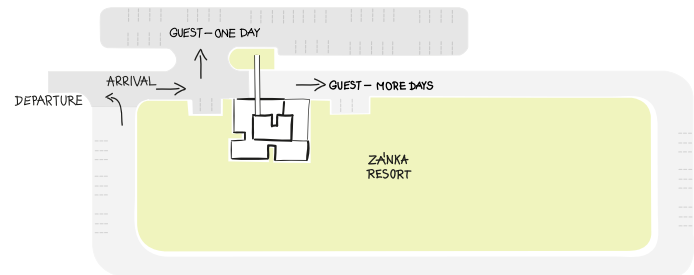 GUEST – ONE DAY
ARRIVAL
GUEST – MORE DAYS
DEPARTURE
ZÁNKA
RESORT